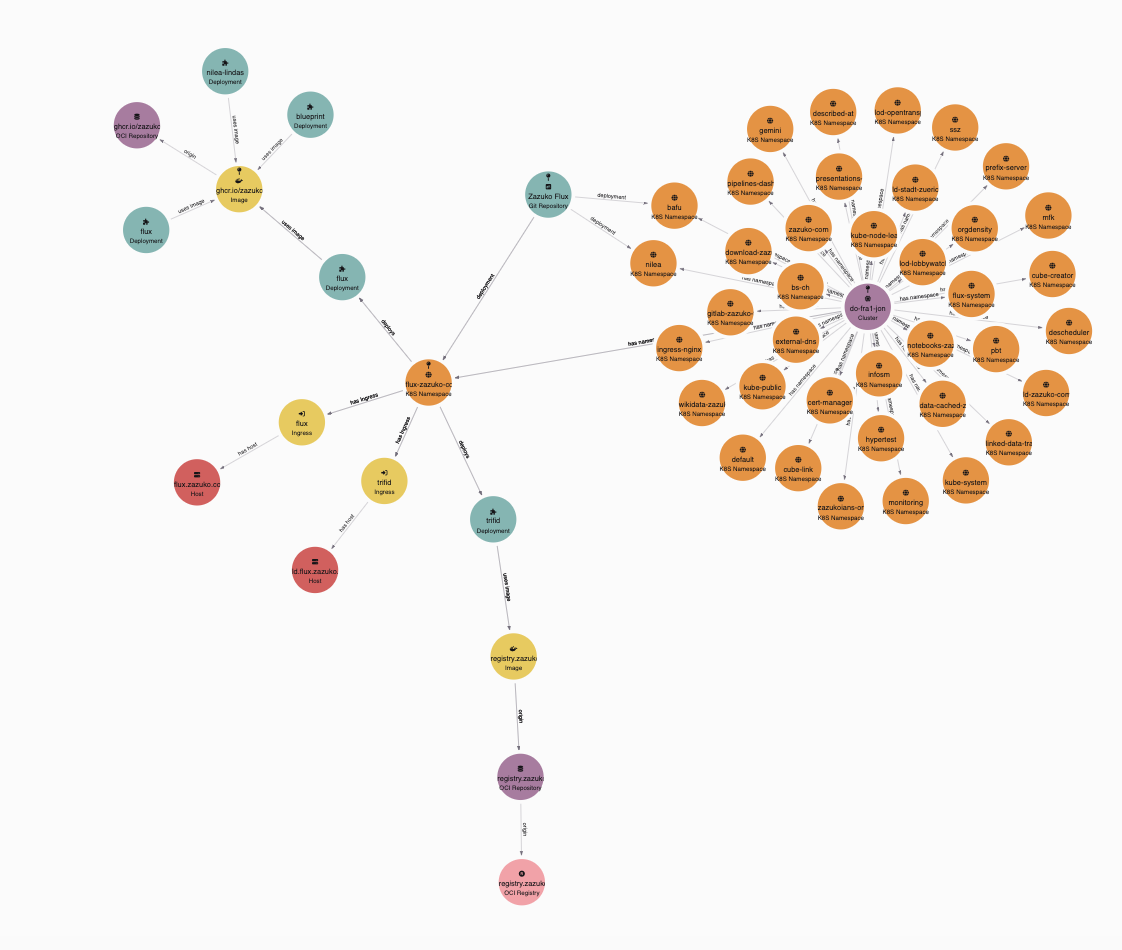 nilea-lindas
Deployment
ghcr.io/zazuko
OCI Repository
blueprint
Deployment
uses image
uses image
origin
ghcr.io/zazuko
Image
uses image
flux
Deployment
uses image
flux
Deployment
deploys
Zazuko Flux
Git Repository
deployment
deployment
deployment
flux-zazuko-co
K8S Namespace
has ingress
flux
Ingress
has host
flux.zazuko.co
Host
has ingress
trifid
Ingress
has host
ld.flux.zazuko
Host
deploys
trifid
Deployment
uses image
registry.zazuk
Image
origin
registry.zazuk
OCI Repository
origin
registry.zazuk
OCI Registry
gemini
K8S Namespace
described-at
K8S Namespace
lod-opentrans
K8S Namespace
ssz
K8S Namespace
prefix-server
K8S Namespace
pipelines-dash
K8S Namespace
presentations-
K8S Namespace
ld-stadt-zueric
K8S Namespace
bafu
K8S Namespace
mfk
K8S Namespace
zazuko-com
K8S Namespace
kube-node-lea
K8S Namespace
orgdensity
K8S Namespace
nilea
K8S Namespace
download-zaz
K8S Namespace
lod-lobbywatch
K8S Namespace
cube-creator
K8S Namespace
bs-ch
K8S Namespace
has namespace
flux-system
K8S Namespace
do-fra1-jon
Cluster
gitlab-zazuko-
K8S Namespace
descheduler
K8S Namespace
ingress-nginx
K8S Namespace
external-dns
K8S Namespace
notebooks-zaz
K8S Namespace
pbt
K8S Namespace
infosm
K8S Namespace
kube-public
K8S Namespace
wikidata-zazuk
K8S Namespace
cert-manager
K8S Namespace
data-cached-z
K8S Namespace
ld-zazuko-com
K8S Namespace
hypertest
K8S Namespace
linked-data-tra
K8S Namespace
default
K8S Namespace
cube-link
K8S Namespace
kube-system
K8S Namespace
zazukoians-or
K8S Namespace
monitoring
K8S Namespace